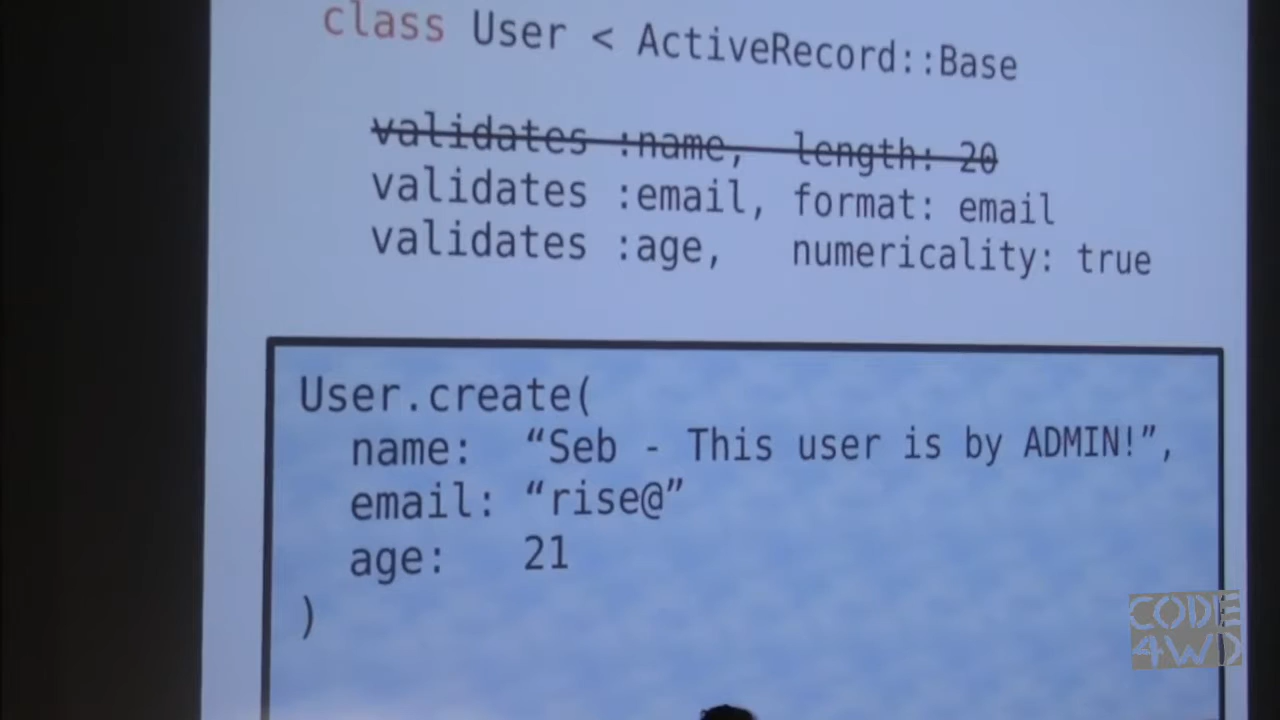 class User < ActiveRecord::Base
validates :name, length: 20
validates :email, format: email
validates :age, numericality: true
User.create(
name: “Seb - This user is by ADMIN!”,
email: “rise@”
age: 21
)
CODE
4WD